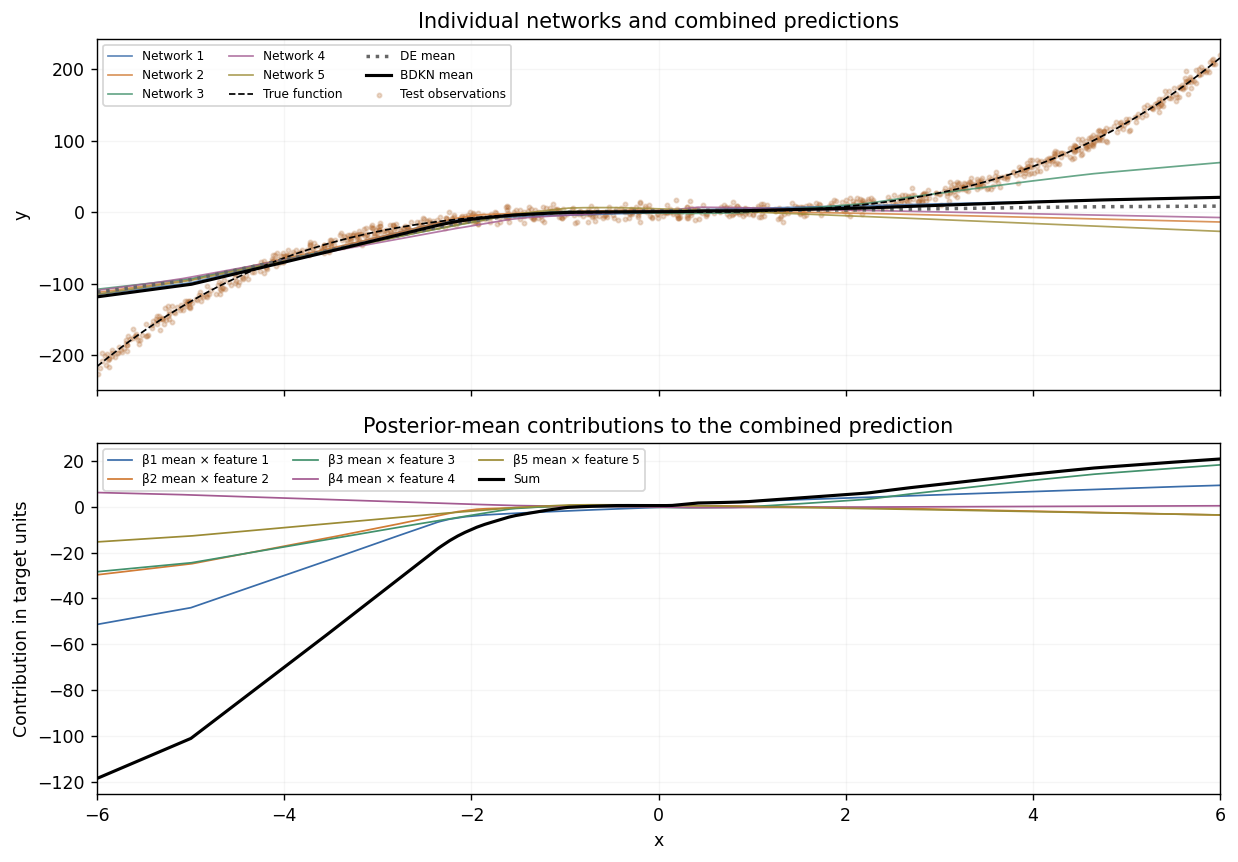 Individual networks and combined predictions
Network 1
Network 2
Network 3
Network 4
Network 5
True function
DE mean
BDKN mean
Test observations
y
200
100
0
−100
−200
Posterior-mean contributions to the combined prediction
β1 mean × feature 1
β2 mean × feature 2
β3 mean × feature 3
β4 mean × feature 4
β5 mean × feature 5
Sum
Contribution in target units
20
0
−20
−40
−60
−80
−100
−120
−6 −4 −2 0 2 4 6
x